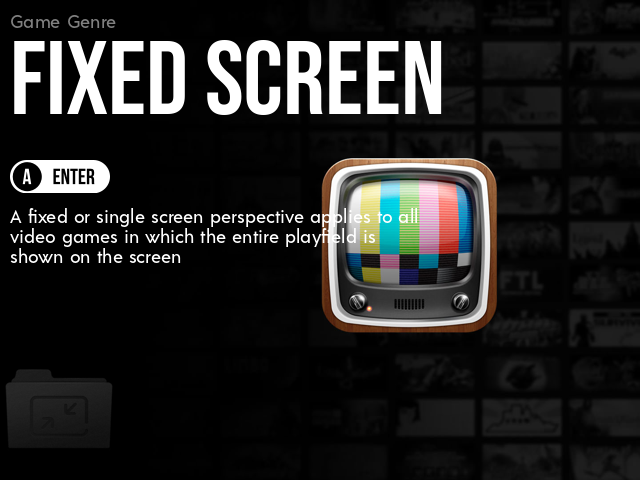 Game Genre
FIXED SCREEN
A ENTER
A fixed or single screen perspective applies to all
video games in which the entire playfield is
shown on the screen
FTL